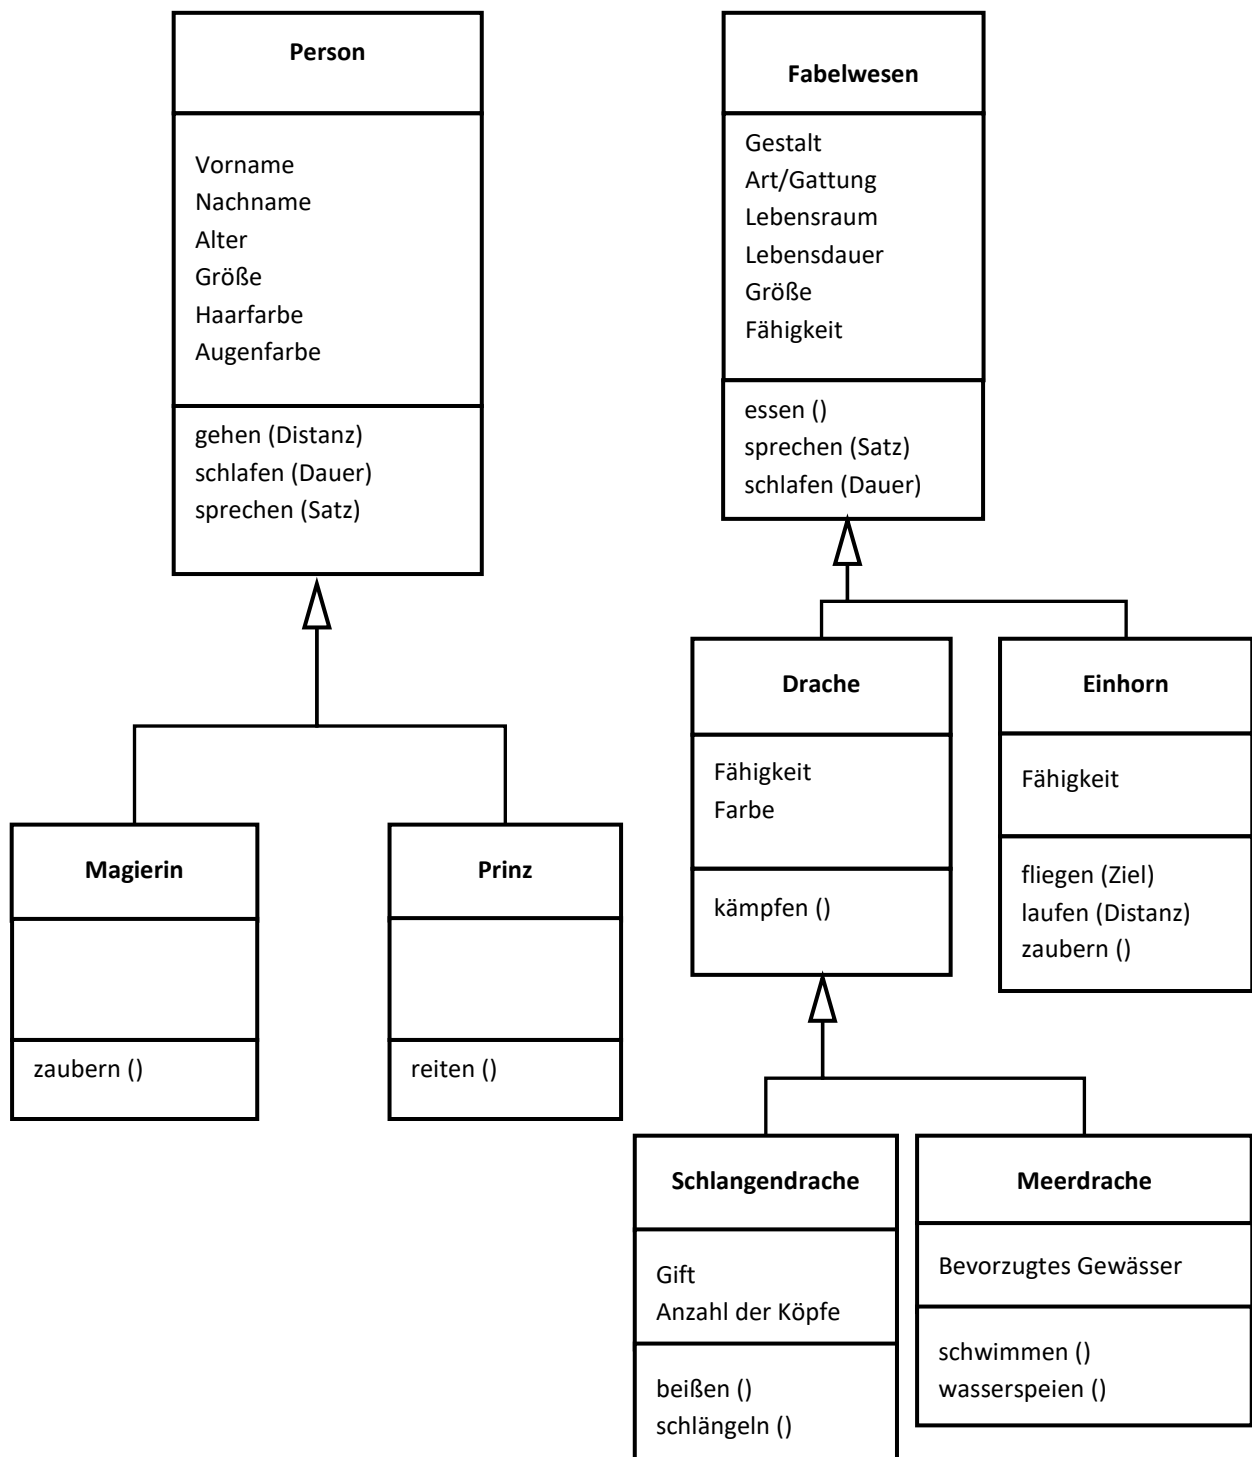 Person
Vorname
Nachname
Alter
Größe
Haarfarbe
Augenfarbe
gehen (Distanz)
schlafen (Dauer)
sprechen (Satz)
Fabelwesen
Gestalt
Art/Gattung
Lebensraum
Lebensdauer
Größe
Fähigkeit
essen ()
sprechen (Satz)
schlafen (Dauer)
Magierin
zaubern ()
Prinz
reiten ()
Drache
Fähigkeit
Farbe
kämpfen ()
Einhorn
Fähigkeit
fliegen (Ziel)
laufen (Distanz)
zaubern ()
Schlangendrache
Gift
Anzahl der Köpfe
beißen ()
schlängeln ()
Meerdrache
Bevorzugtes Gewässer
schwimmen ()
wasserspeien ()